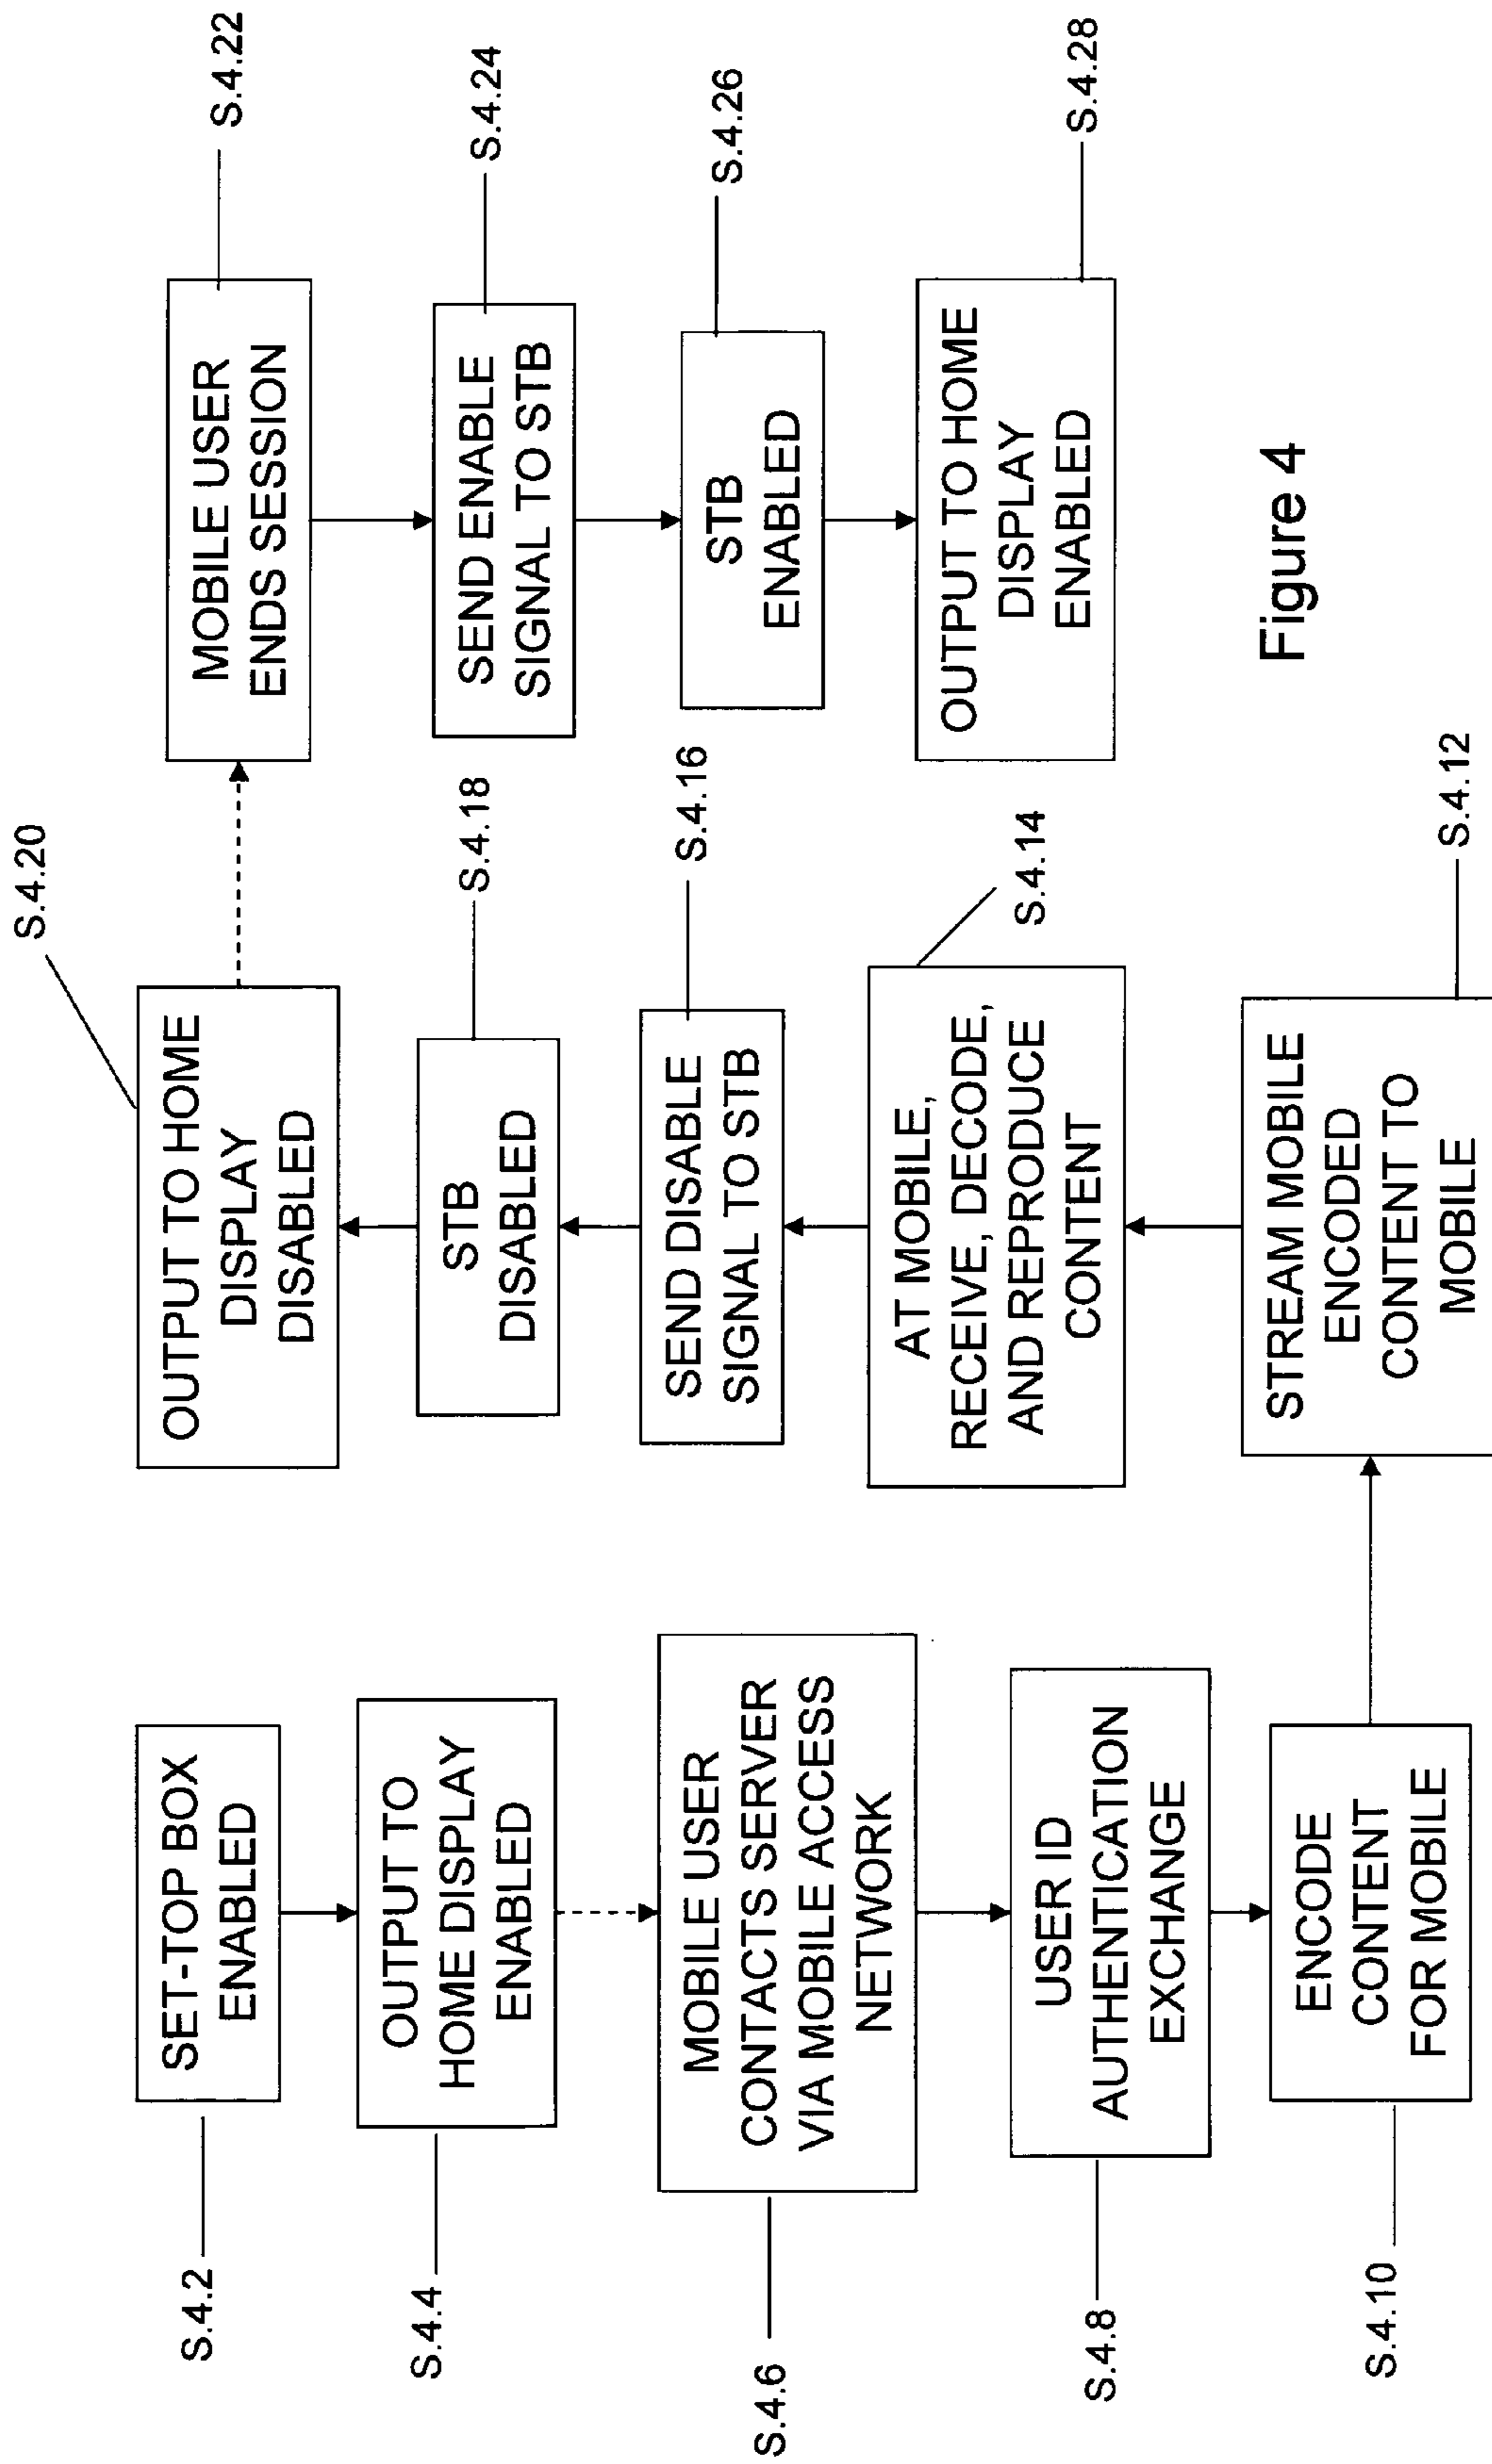 S.4.2
SET-TOP BOX
ENABLED
S.4.4
OUTPUT TO
HOME DISPLAY
ENABLED
S.4.6
MOBILE USER
CONTACTS SERVER
VIA MOBILE ACCESS
NETWORK
S.4.8
USER ID
AUTHENTICATION
EXCHANGE
S.4.10
ENCODE
CONTENT
FOR MOBILE
STREAM MOBILE
ENCODED
CONTENT TO
MOBILE
S.4.12
AT MOBILE,
RECEIVE, DECODE,
AND REPRODUCE
CONTENT
S.4.14
SEND DISABLE
SIGNAL TO STB
S.4.16
STB
DISABLED
S.4.18
OUTPUT TO HOME
DISPLAY
DISABLED
S.4.20
MOBILE USER
ENDS SESSION
S.4.22
SEND ENABLE
SIGNAL TO STB
S.4.24
STB
ENABLED
S.4.26
OUTPUT TO HOME
DISPLAY
ENABLED
S.4.28
Figure 4